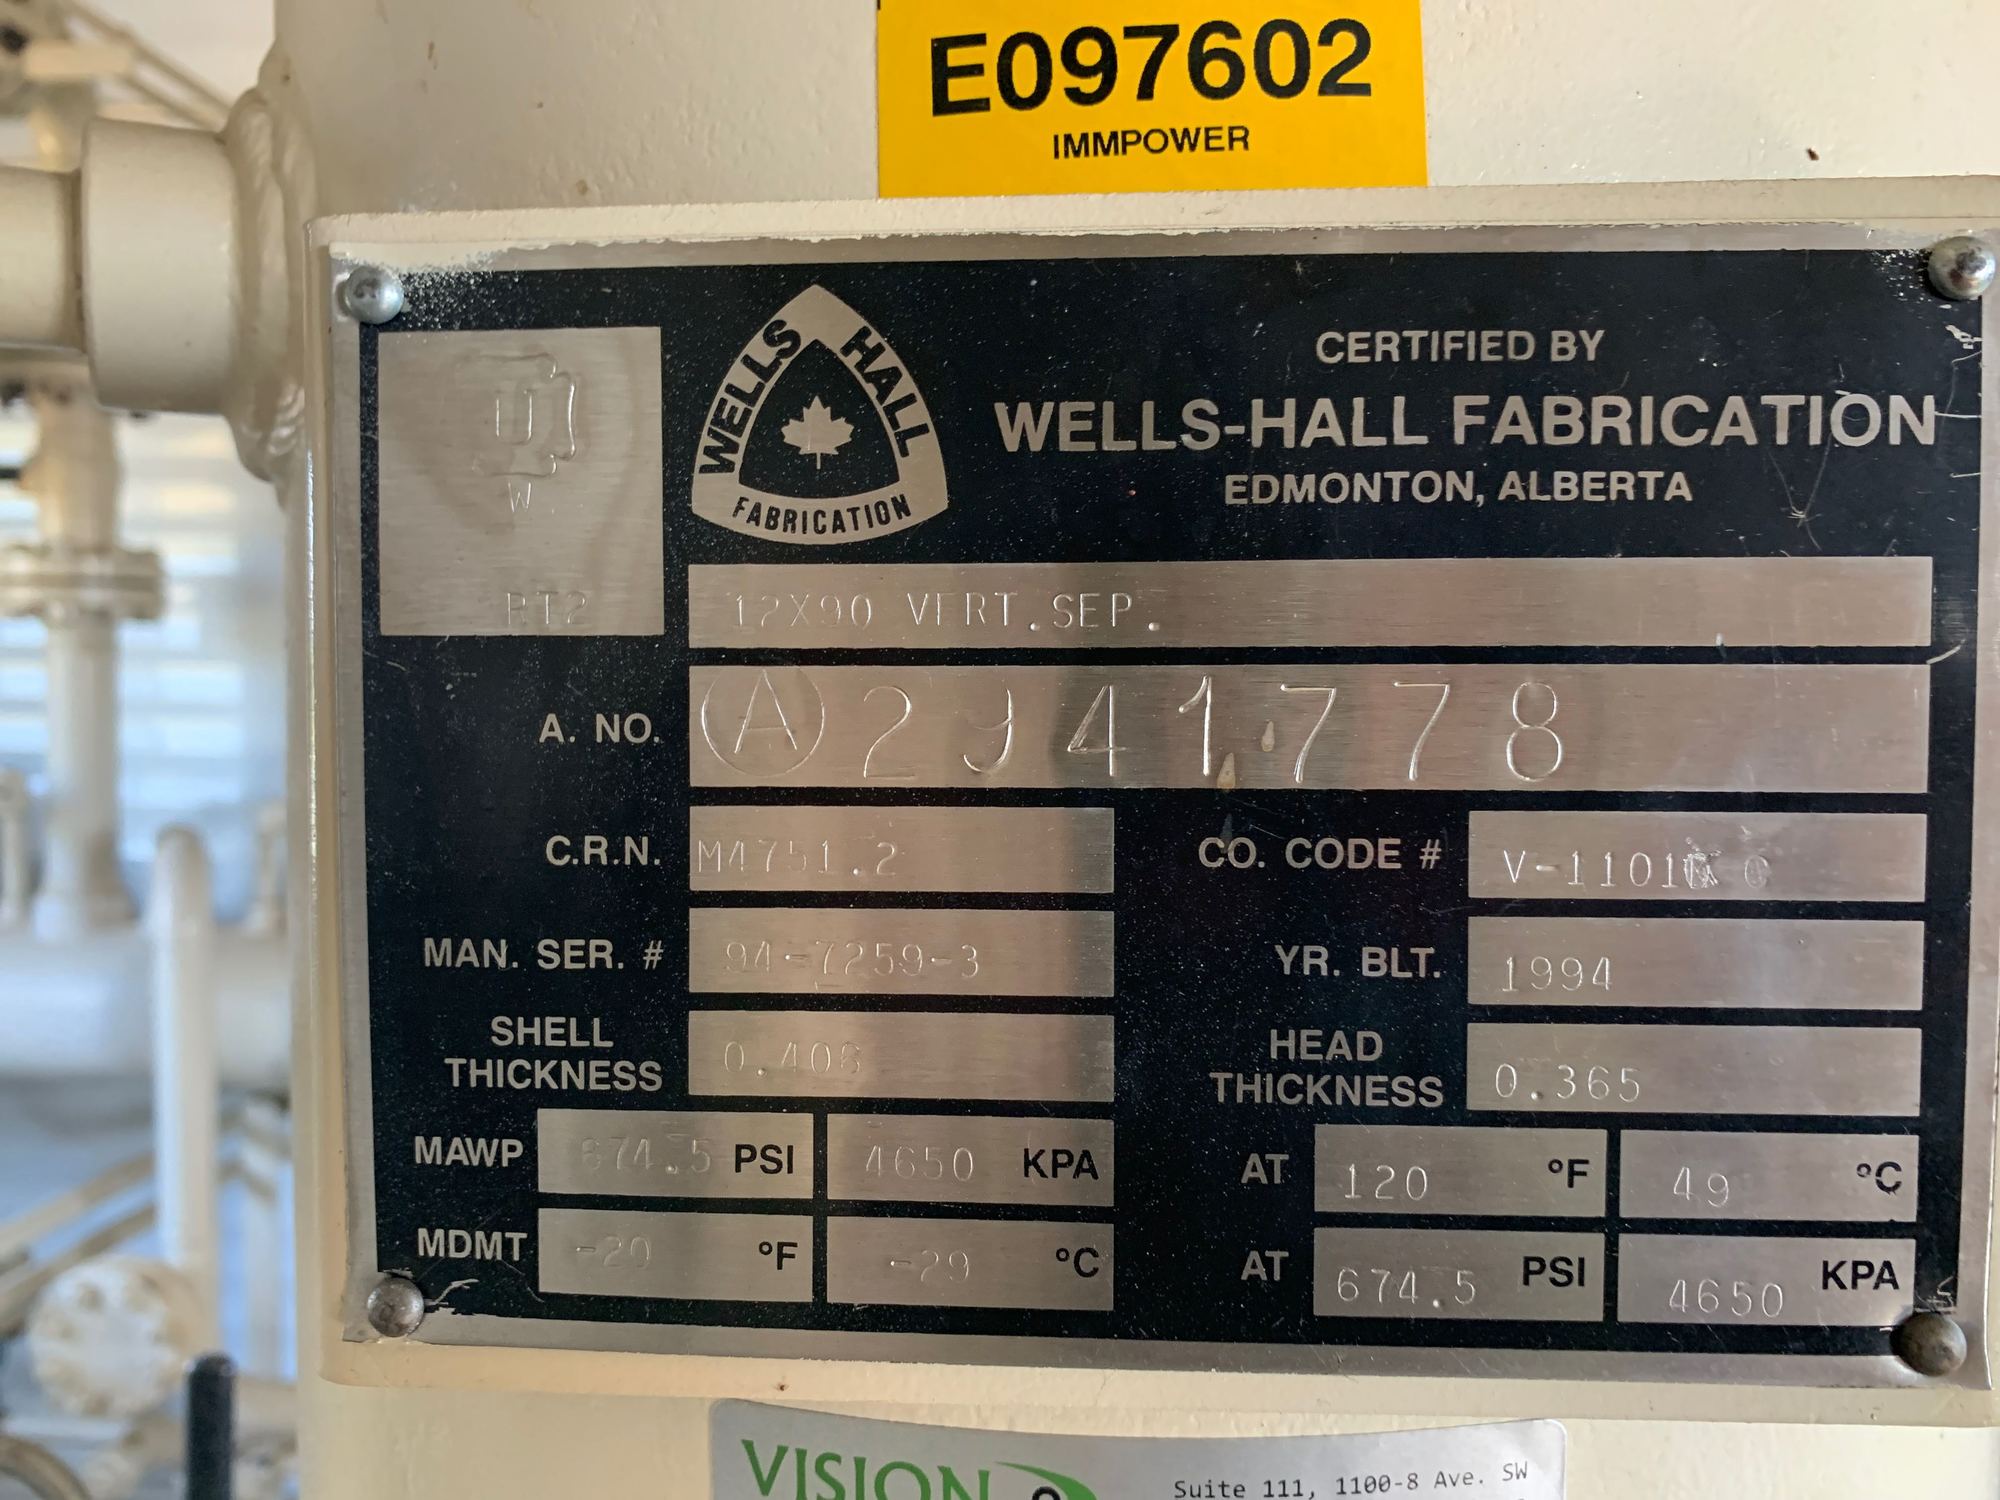 E097602
IMMPOWER
U
W
RT2
WELLS HALL
FABRICATION
CERTIFIED BY
WELLS-HALL FABRICATION
EDMONTON, ALBERTA
12X90 VERT.SEP.
A. NO. A 2941778
C.R.N. M4751.2
CO. CODE #
MAN. SER. # 94-7259-3
YR. BLT. 1994
SHELL
THICKNESS 0.406
HEAD
THICKNESS 0.365
MAWP 674.5 PSI 4650 KPA AT 120 °F 49 °C
MDMT -20 °F -29 °C AT 674.5 PSI 4650 KPA
VISION
Suite 111, 1100-8 Ave. SW